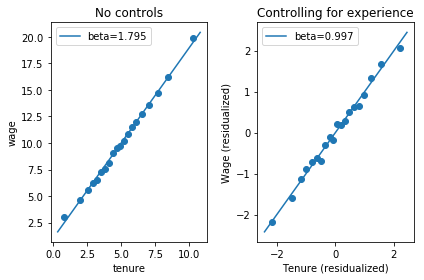 No controls
beta=1.795
wage
20.0
17.5
15.0
12.5
10.0
7.5
5.0
2.5
0.0
2.5
5.0
7.5
10.0
tenure
Controlling for experience
beta=0.997
Wage (residualized)
2
1
0
−1
−2
−2
0
2
Tenure (residualized)